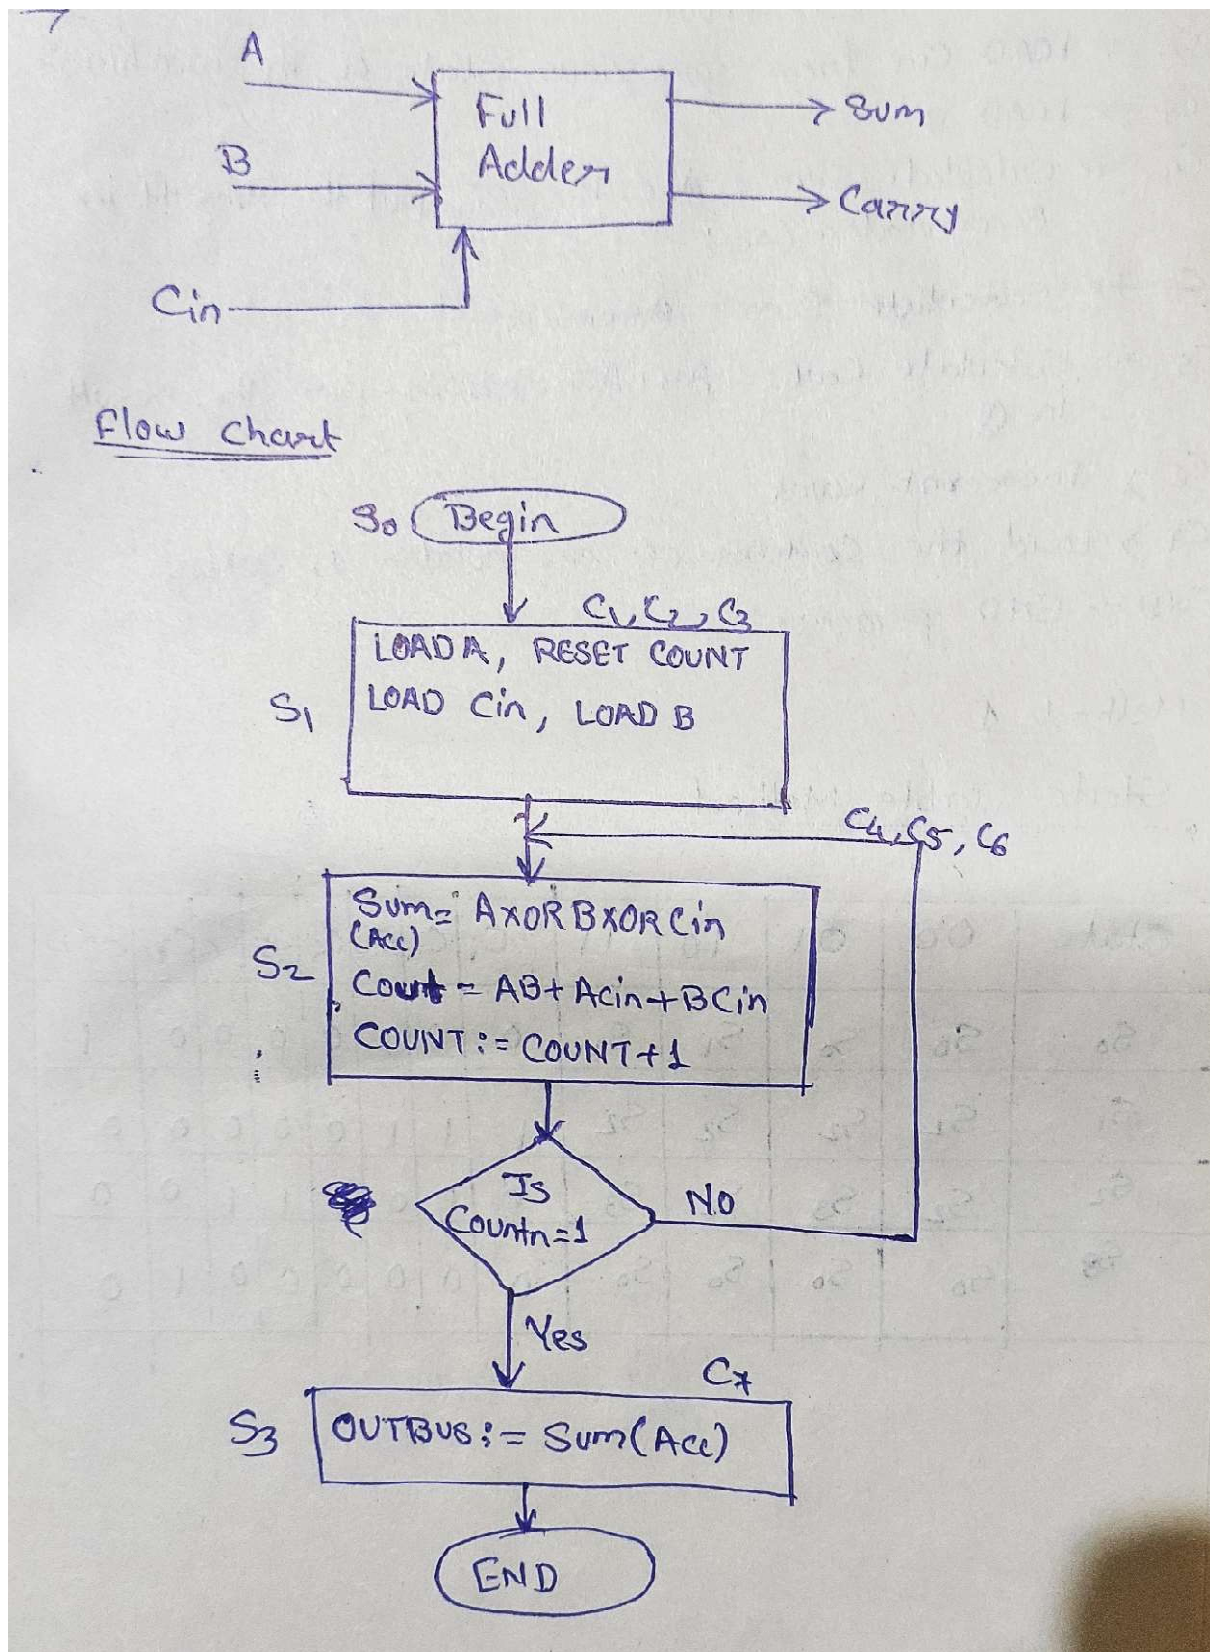 A
Full
Adder
Sum
B
Carry
Cin
Flow Chart
S0 Begin
C1, C2, C3
LOAD A, RESET COUNT
S1 LOAD Cin, LOAD B
C4, C5, C6
Sum = A XOR B XOR Cin
(Acc)
S2
Cout = AB + ACin + BCin
COUNT := COUNT + 1
Is
Countn = 1
NO
Yes
C7
S3 OUTBUS := Sum (Acc)
END